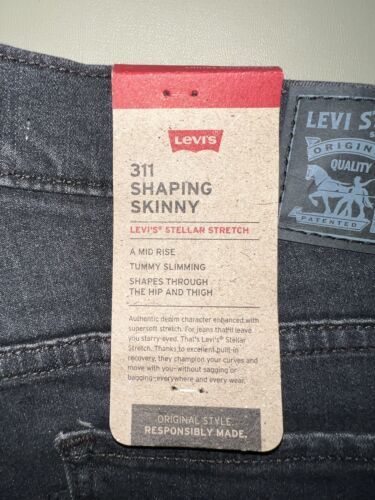 Levi's
311
SHAPING
SKINNY
LEVI'S® STELLAR STRETCH
A MID RISE
TUMMY SLIMMING
SHAPES THROUGH
THE HIP AND THIGH
Authentic denim character enhanced with
supersoft stretch. For jeans that'll leave
you starry-eyed. That's Levi's® Stellar
Stretch. Thanks to excellent built-in
recovery, they champion your curves and
move with you–without sagging or
bagging–everywhere and every wear.
ORIGINAL STYLE.
RESPONSIBLY MADE.
LEVI S
ORIGIN
QUALITY
PATENTED